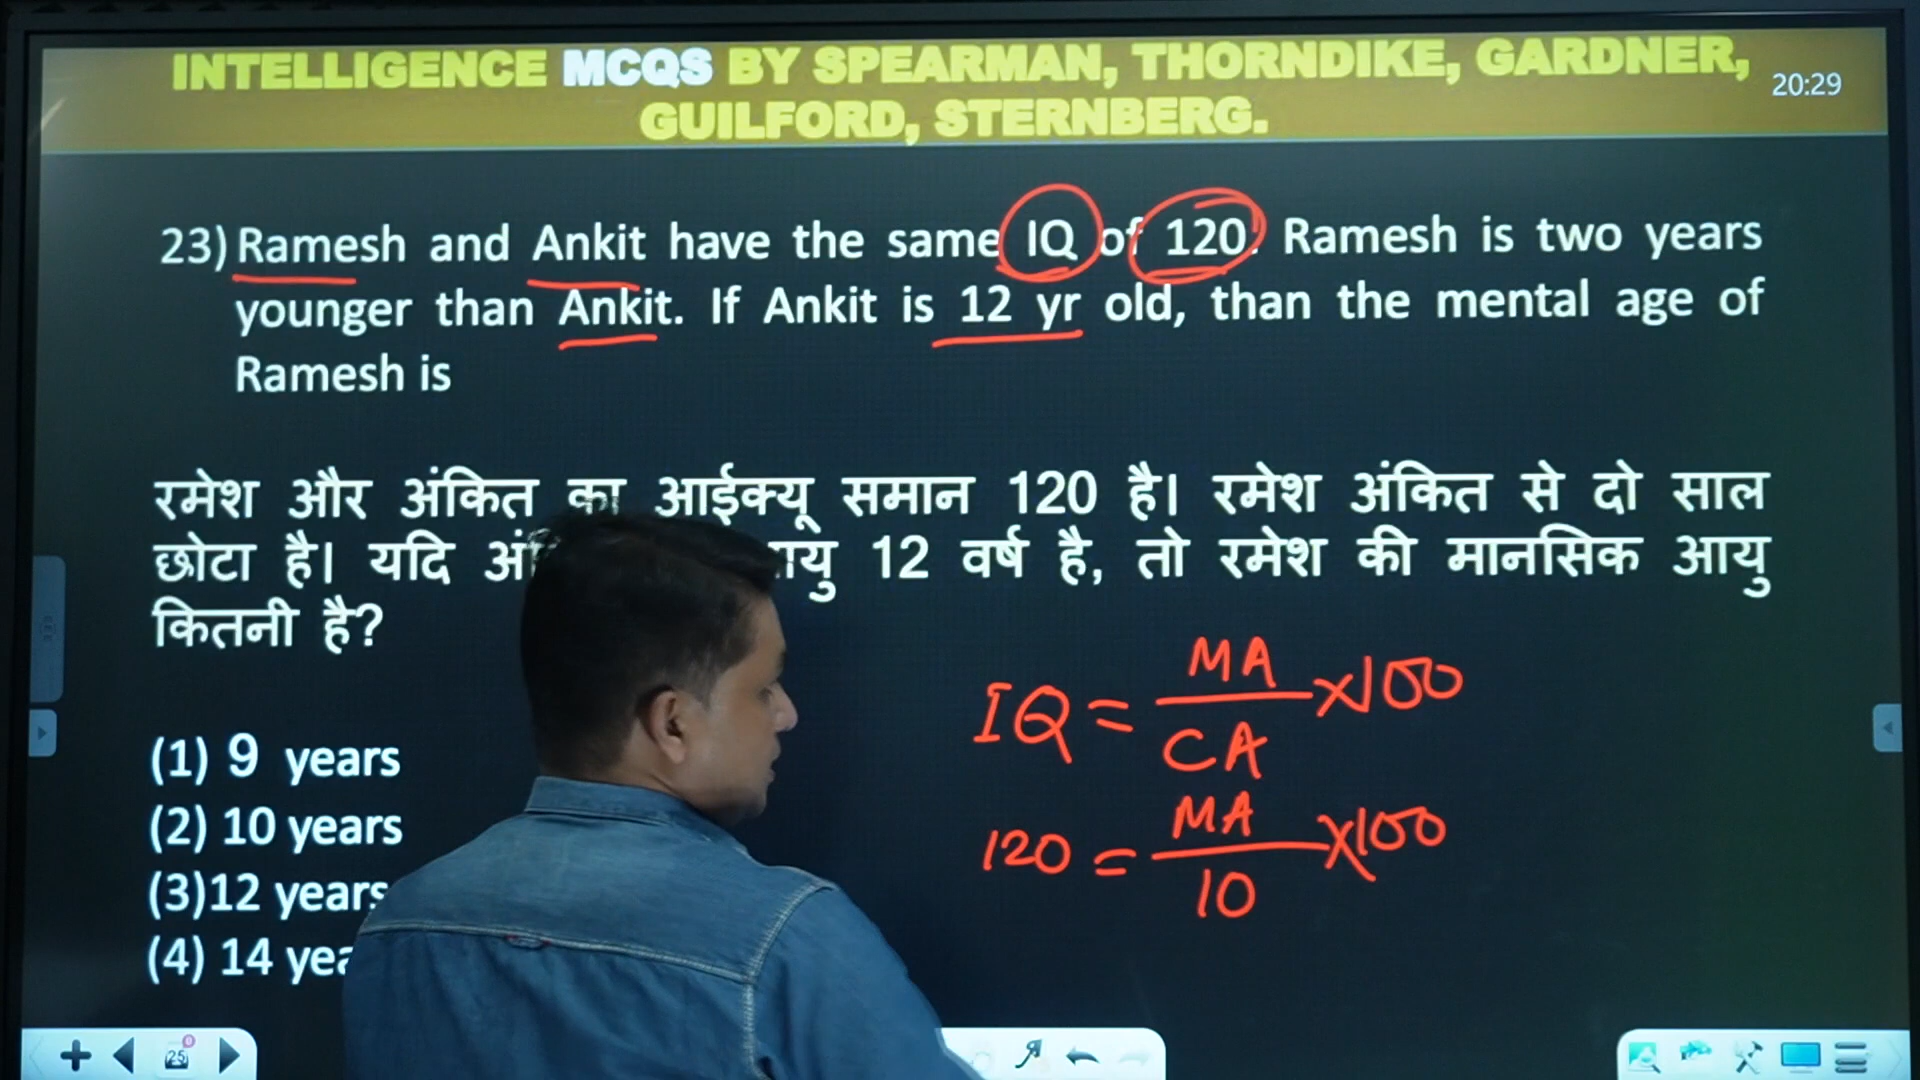 INTELLIGENCE MCQS BY SPEARMAN, THORNDIKE, GARDNER,
GUILFORD, STERNBERG.
20:29
23) Ramesh and Ankit have the same IQ of 120. Ramesh is two years
younger than Ankit. If Ankit is 12 yr old, than the mental age of
Ramesh is
रमेश और अंकित का आईक्यू समान 120 है। रमेश अंकित से दो साल
छोटा है। यदि 12 वर्ष है, तो रमेश की मानसिक आयु
कितनी है?
(1) 9 years
(2) 10 years
(3)12 years
(4) 14
IQ = MA/CA ×100
120 = MA/10 ×100
25
0